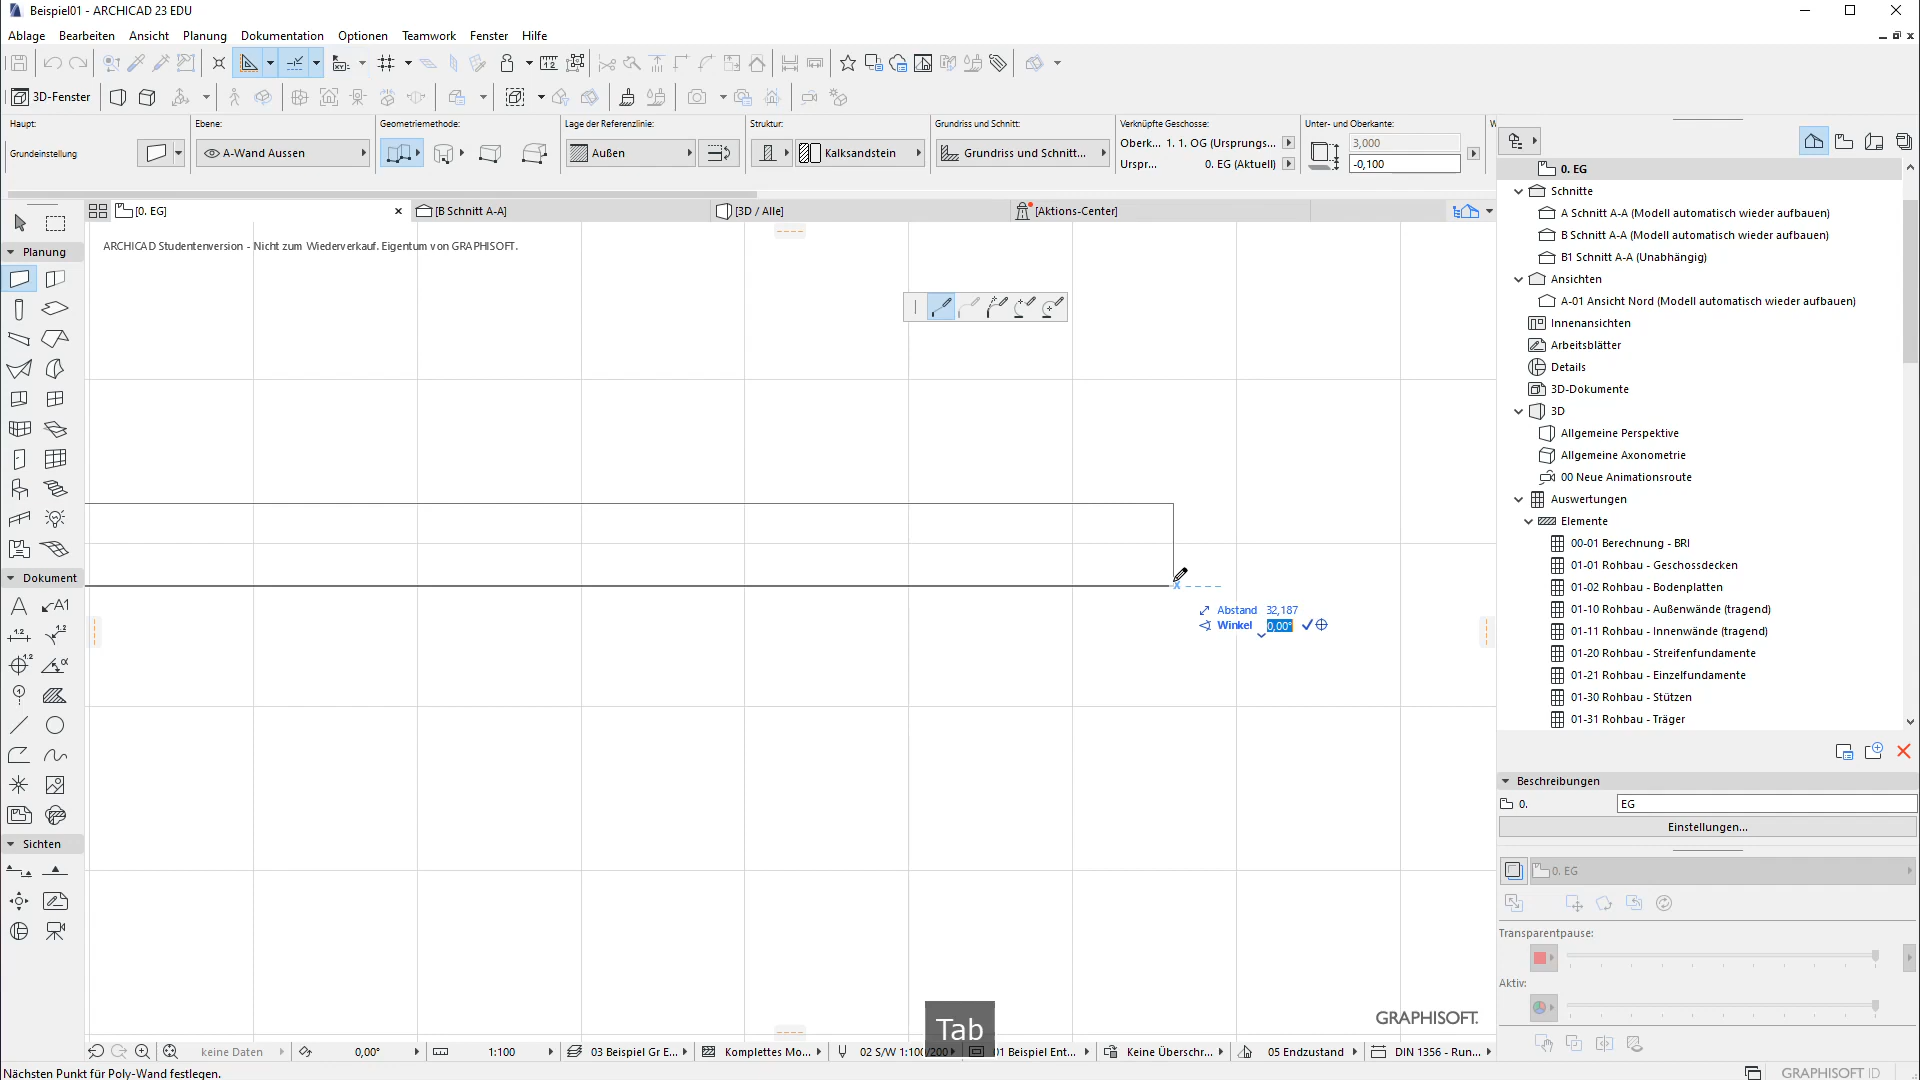 Beispiel01 - ARCHICAD 23 EDU
Ablage Bearbeiten Ansicht Planung Dokumentation Optionen Teamwork Fenster Hilfe
3D-Fenster
Haupt: Ebene: Geometriemethode: Lage der Referenzlinie: Struktur: Grundriss und Schnitt: Verknüpfte Geschosse: Unter- und Oberkante: W
Grundeinstellung A-Wand Aussen Außen Kalksandstein Grundriss und Schnitt... Oberk... 1. 1. OG (Ursprungs... 3,000
Urspr... 0. EG (Aktuell) -0,100
[0. EG] [B Schnitt A-A] [3D / Alle] [Aktions-Center]
ARCHICAD Studentenversion - Nicht zum Wiederverkauf. Eigentum von GRAPHISOFT.
Planung
Dokument
A A1
1.2 1.2
1.2 α
1
Sichten
Abstand 32,187
Winkel 0,00°
GRAPHISOFT.
Tab
0. EG
Schnitte
A Schnitt A-A (Modell automatisch wieder aufbauen)
B Schnitt A-A (Modell automatisch wieder aufbauen)
B1 Schnitt A-A (Unabhängig)
Ansichten
A-01 Ansicht Nord (Modell automatisch wieder aufbauen)
Innenansichten
Arbeitsblätter
Details
3D-Dokumente
3D
Allgemeine Perspektive
Allgemeine Axonometrie
00 Neue Animationsroute
Auswertungen
Elemente
00-01 Berechnung - BRI
01-01 Rohbau - Geschossdecken
01-02 Rohbau - Bodenplatten
01-10 Rohbau - Außenwände (tragend)
01-11 Rohbau - Innenwände (tragend)
01-20 Rohbau - Streifenfundamente
01-21 Rohbau - Einzelfundamente
01-30 Rohbau - Stützen
01-31 Rohbau - Träger
Beschreibungen
0. EG
Einstellungen...
0. EG
Transparentpause:
Aktiv:
keine Daten 0,00° 1:100 03 Beispiel Gr E... Komplettes Mo... 02 S/W 1:100/200 01 Beispiel Ent... Keine Überschr... 05 Endzustand DIN 1356 - Run...
Nächsten Punkt für Poly-Wand festlegen. GRAPHISOFT ID